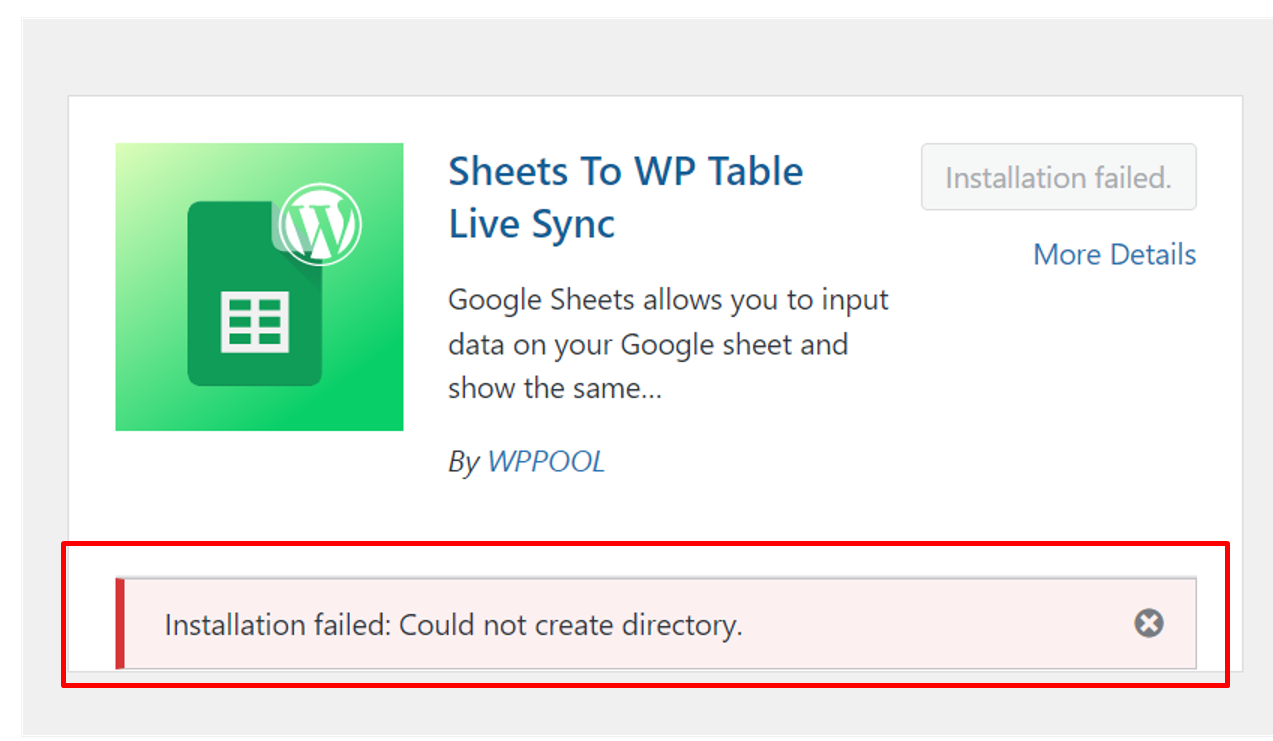 Sheets To WP Table
Live Sync
Installation failed.
More Details
Google Sheets allows you to input
data on your Google sheet and
show the same...
By WPPOOL
Installation failed: Could not create directory.